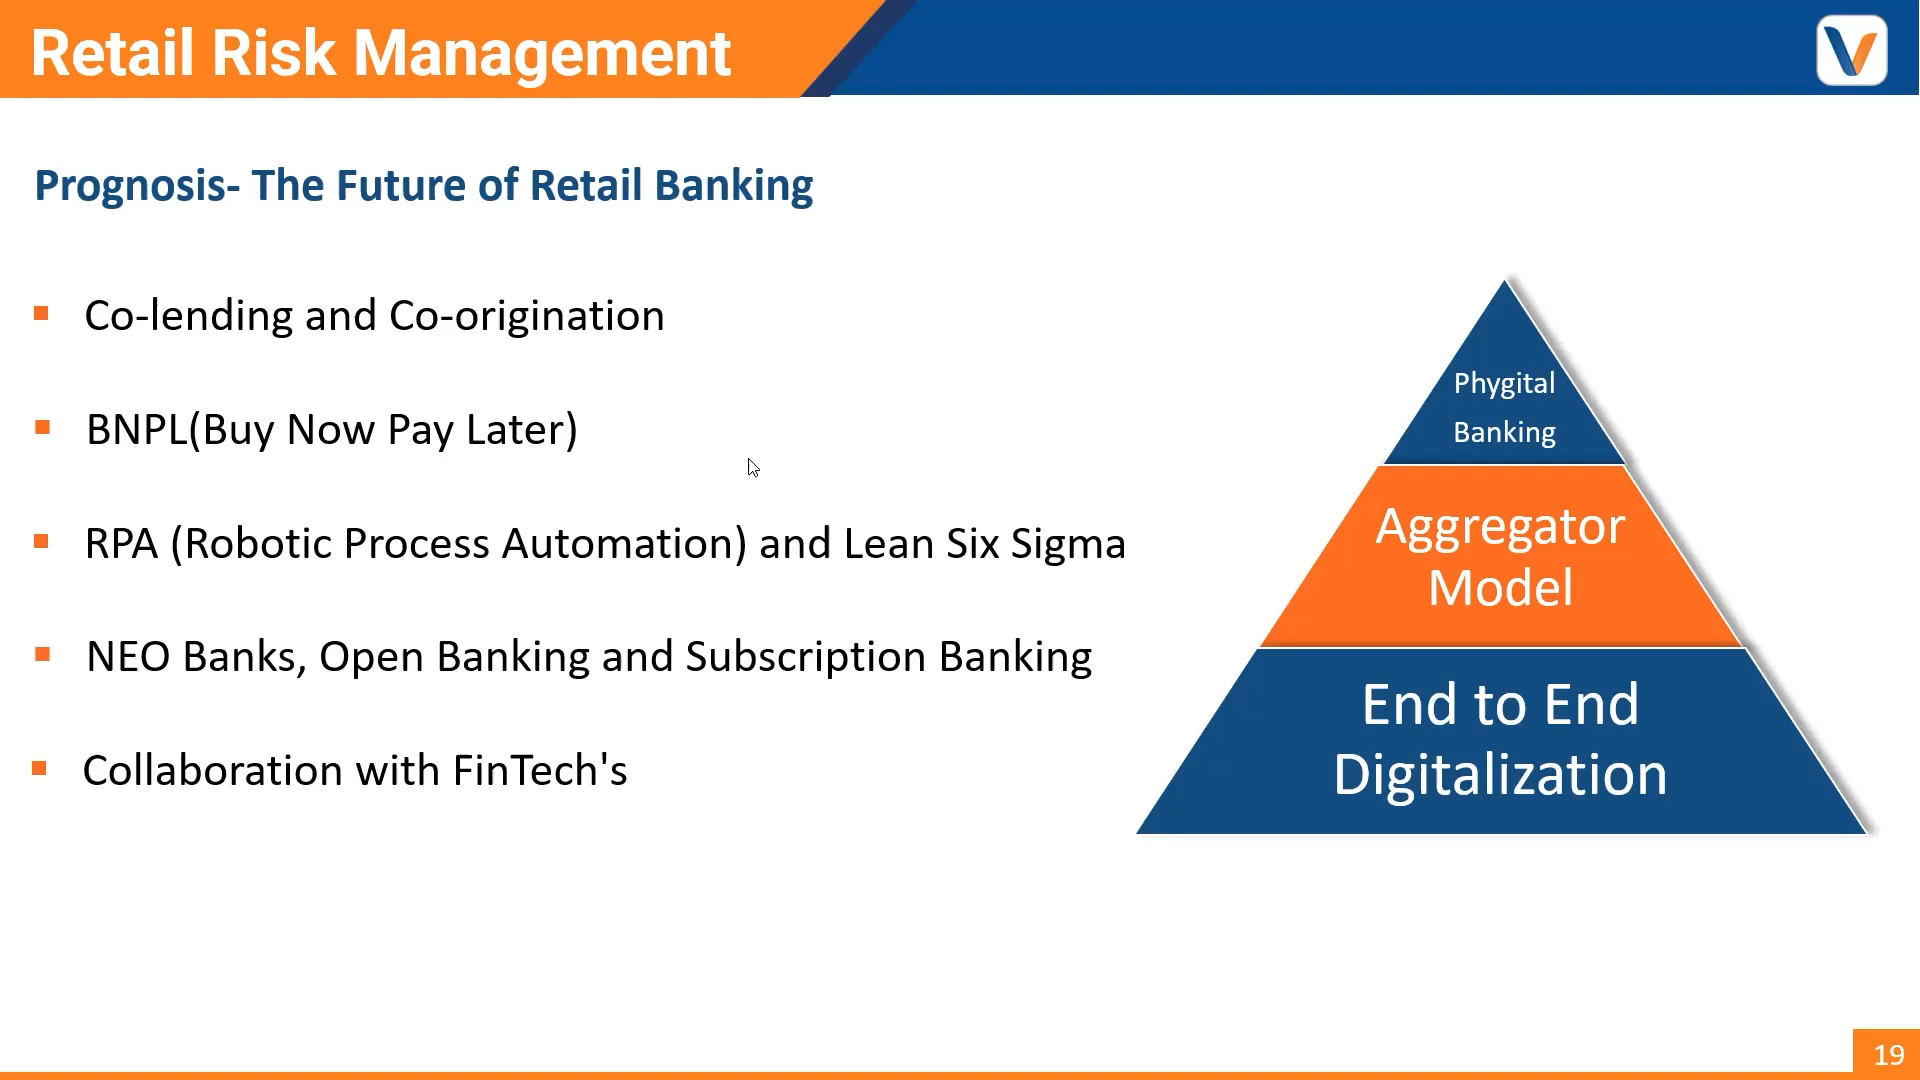 Retail Risk Management
Prognosis- The Future of Retail Banking
Co-lending and Co-origination
BNPL(Buy Now Pay Later)
RPA (Robotic Process Automation) and Lean Six Sigma
NEO Banks, Open Banking and Subscription Banking
Collaboration with FinTech's
Phygital
Banking
Aggregator
Model
End to End
Digitalization
19